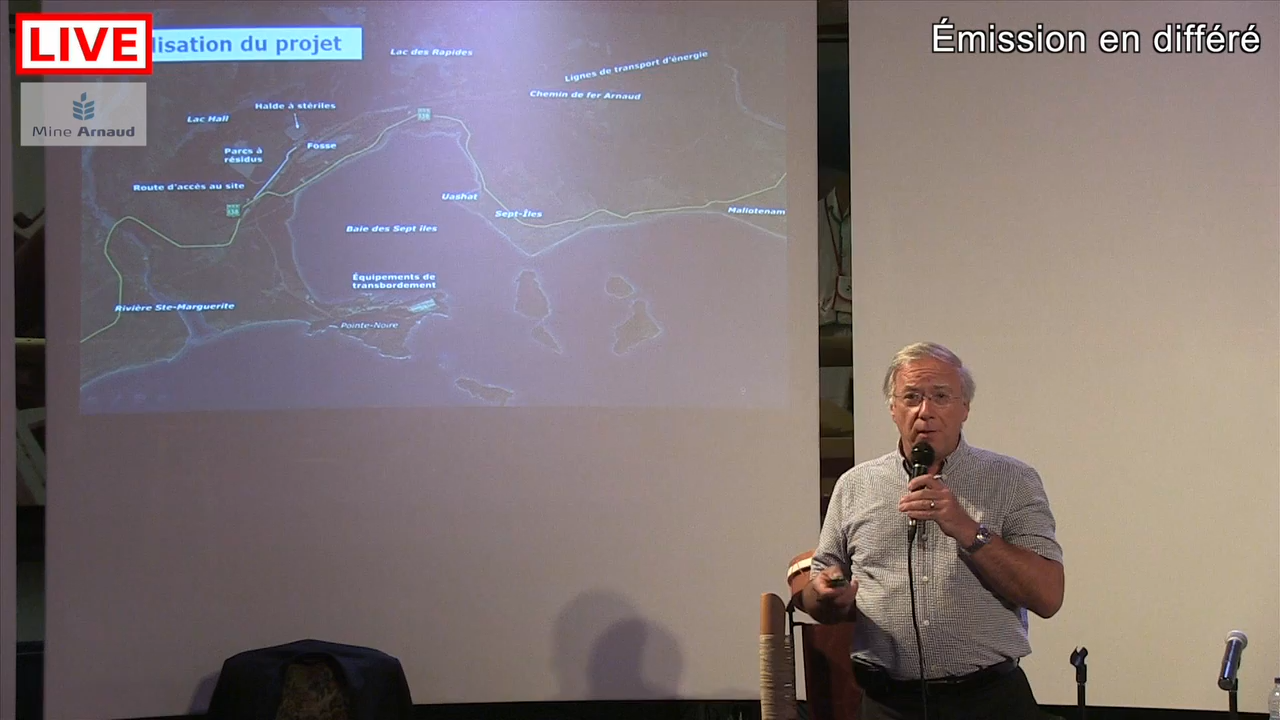 LIVE
Émission en différé
lisation du projet
Mine Arnaud
Lac des Rapides
Lignes de transport d'énergie
Chemin de fer Arnaud
Halde à stériles
Lac Hall
Fosse
Parcs à
résidus
Route d'accès au site
138
138
Uashat
Sept-Îles
Maliotenam
Baie des Sept îles
Équipements de
transbordement
Rivière Ste-Marguerite
Pointe-Noire